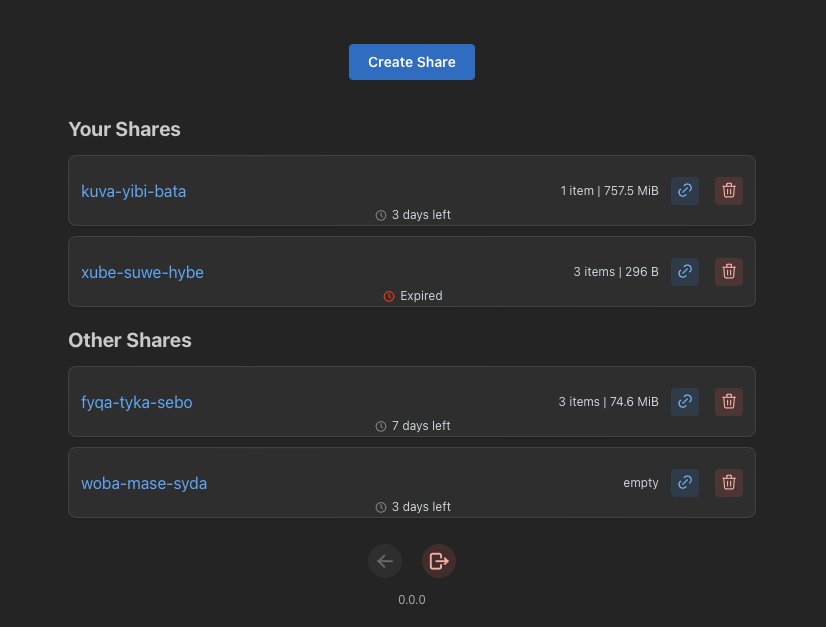 Create Share
Your Shares
kuva-yibi-bata
1 item | 757.5 MiB
3 days left
xube-suwe-hybe
3 items | 296 B
Expired
Other Shares
fyqa-tyka-sebo
3 items | 74.6 MiB
7 days left
woba-mase-syda
empty
3 days left
0.0.0